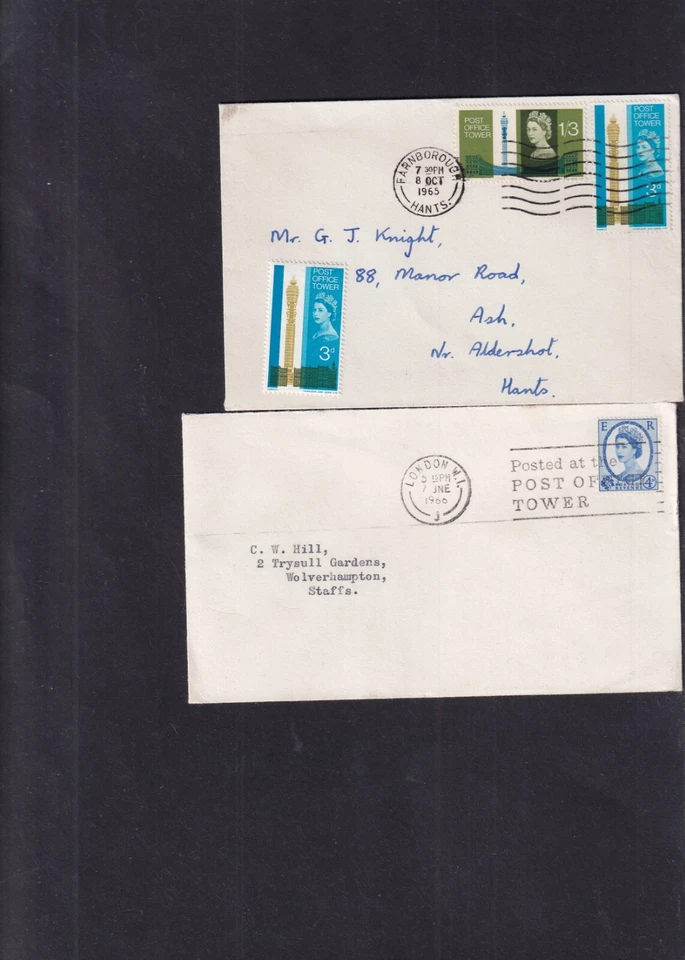 POST
OFFICE
TOWER
1/3
POST
OFFICE
TOWER
3d
FARNBOROUGH
7 30PM
8 OCT
1965
HANTS.
Mr. G. J. Knight,
88, Manor Road,
Ash,
Nr. Aldershot,
Hants.
POST
OFFICE
TOWER
3d
E R
4d
LONDON.W.1.
7 JNE
1966
J
Posted at the
POST OF
TOWER
C. W. Hill,
2 Trysull Gardens,
Wolverhampton,
Staffs.